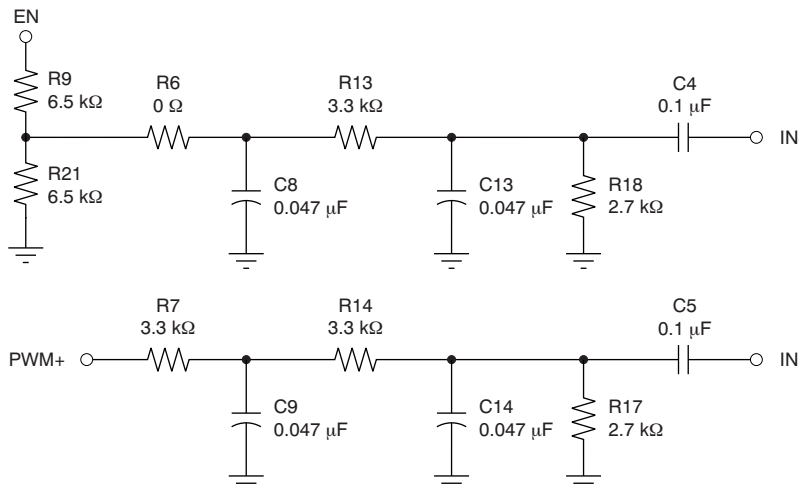 EN
R9
6.5 kΩ
R6
0 Ω
R13
3.3 kΩ
C4
0.1 µF
IN
R21
6.5 kΩ
C8
0.047 µF
C13
0.047 µF
R18
2.7 kΩ
R7
3.3 kΩ
R14
3.3 kΩ
C5
0.1 µF
PWM+
IN
C9
0.047 µF
C14
0.047 µF
R17
2.7 kΩ